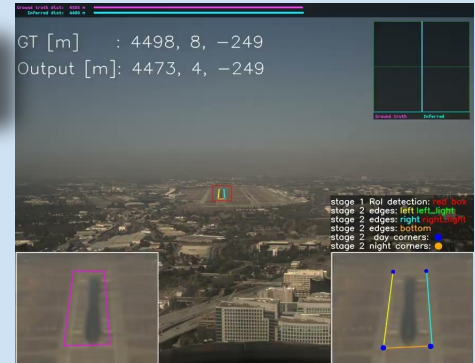 Ground truth dist: 4505 m
Inferred dist: 4480 m
GT [m] : 4498, 8, −249
Output [m]: 4473, 4, −249
Ground truth Inferred
stage 1 RoI detection: red box
stage 2 edges: left left_light
stage 2 edges: right right_light
stage 2 edges: bottom
stage 2 day corners:
stage 2 night corners: